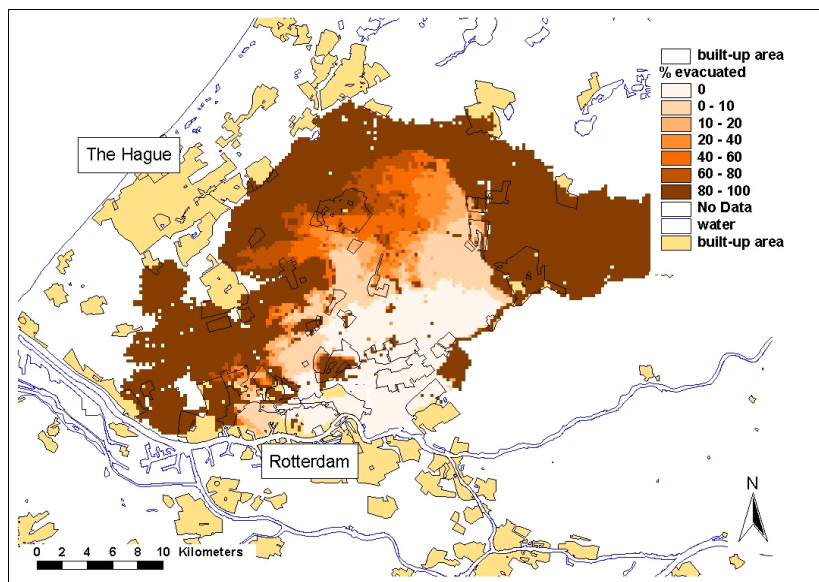 built-up area
% evacuated
0
0 - 10
10 - 20
20 - 40
40 - 60
60 - 80
80 - 100
No Data
water
built-up area
The Hague
Rotterdam
N
0 2 4 6 8 10 Kilometers